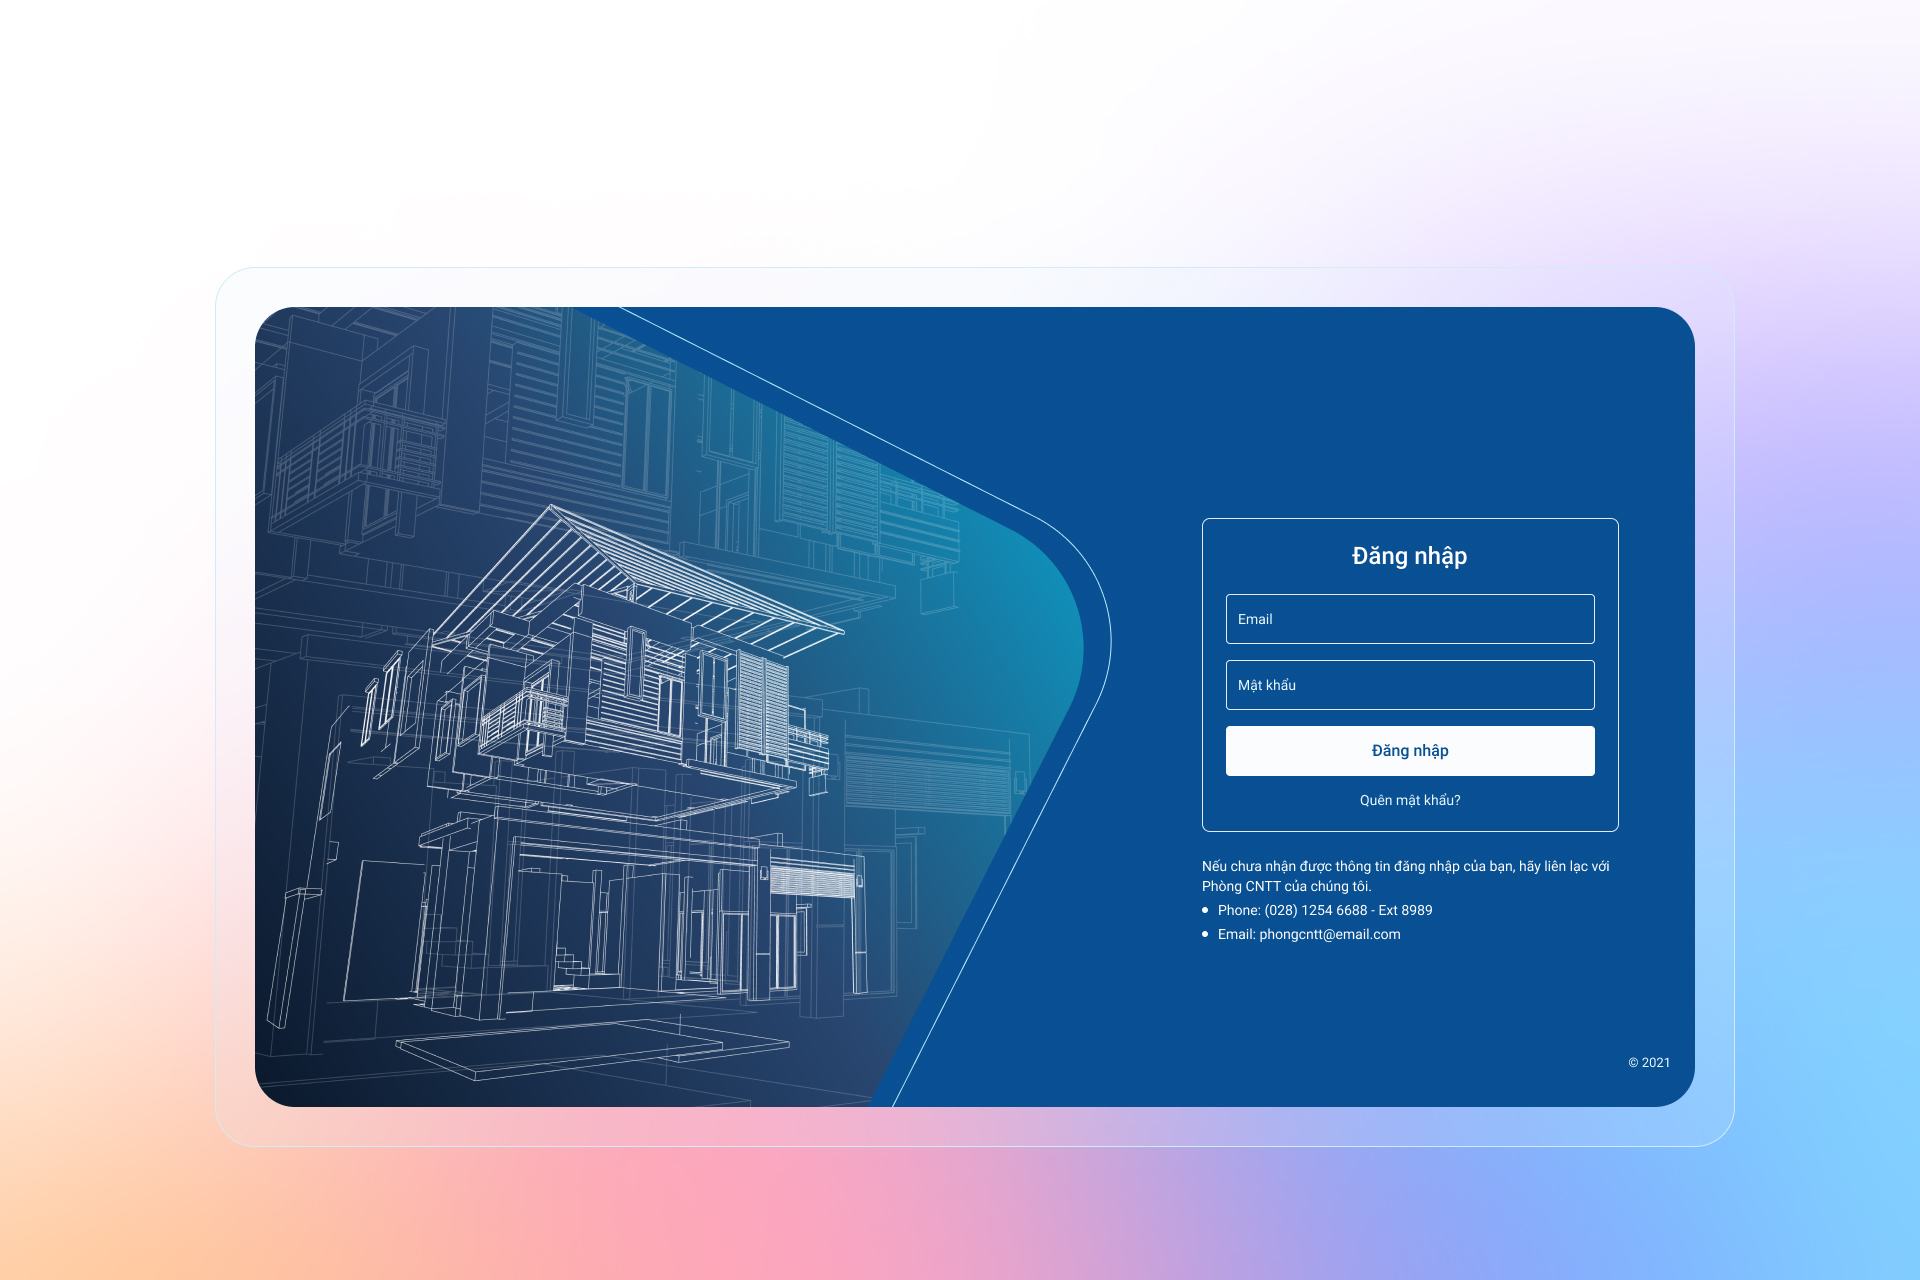 Đăng nhập
Email
Mật khẩu
Đăng nhập
Quên mật khẩu?
Nếu chưa nhận được thông tin đăng nhập của bạn, hãy liên lạc với
Phòng CNTT của chúng tôi.
Phone: (028) 1254 6688 - Ext 8989
Email: phongcntt@email.com
© 2021